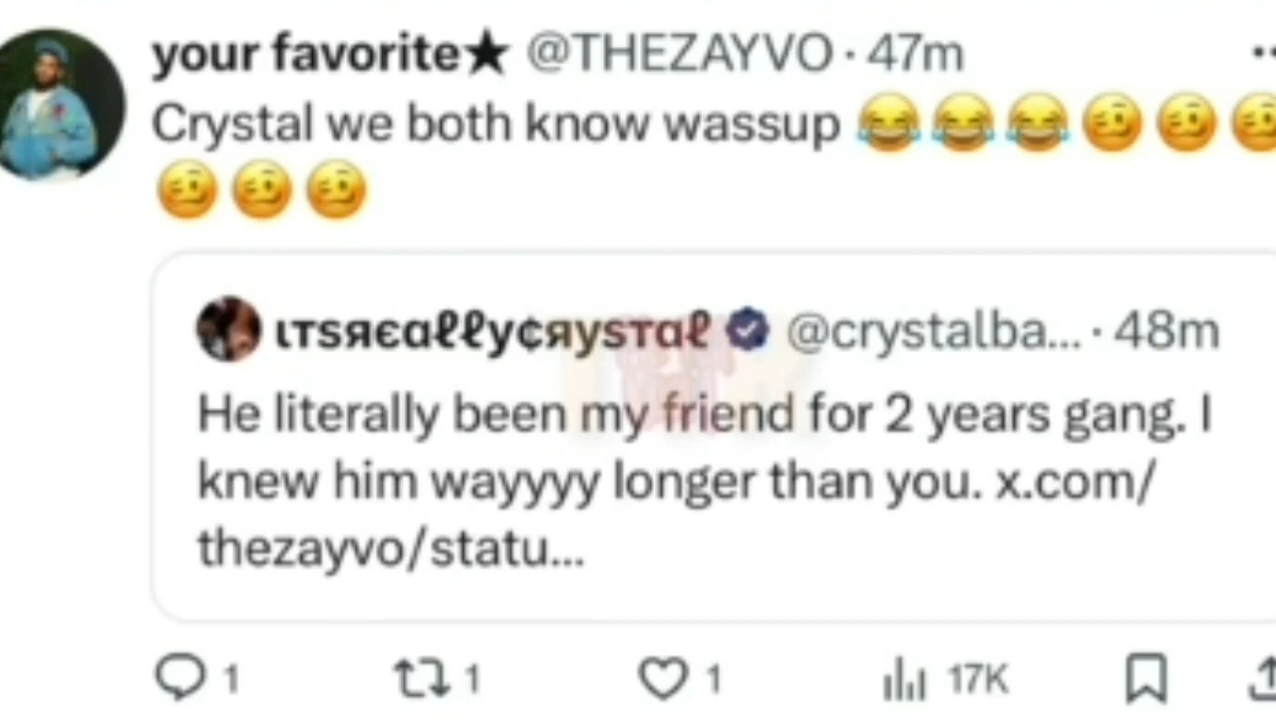 your favorite★ @THEZAYVO · 47m
Crystal we both know wassup 😂😂😂🥴🥴🥴
🥴🥴🥴
ιтѕяєαℓℓу¢яуѕтαℓ @crystalba... · 48m
He literally been my friend for 2 years gang. I
knew him wayyyy longer than you. x.com/
thezayvo/statu...
1 1 1 17K